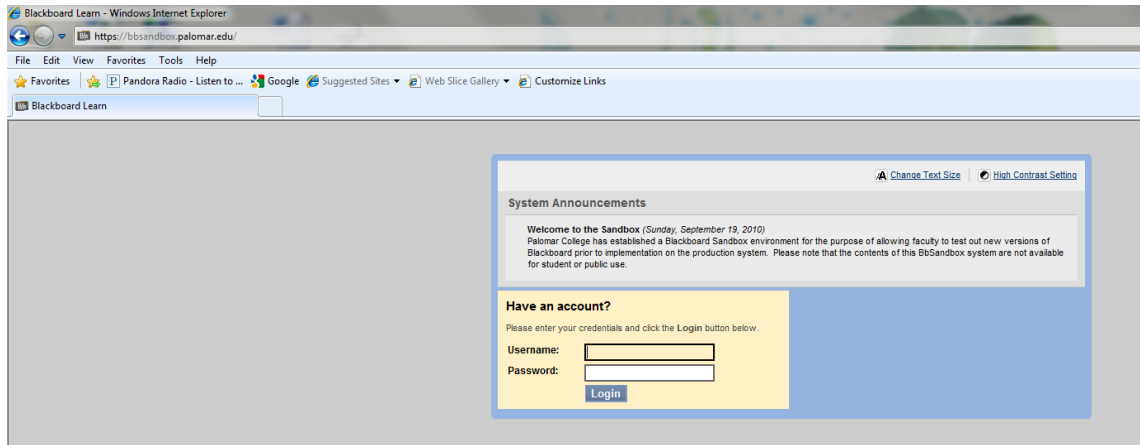 Blackboard Learn - Windows Internet Explorer
Bb https://bbsandbox.palomar.edu/
File Edit View Favorites Tools Help
Favorites P Pandora Radio - Listen to ... Google Suggested Sites Web Slice Gallery Customize Links
Bb Blackboard Learn
A Change Text Size High Contrast Setting
System Announcements
Welcome to the Sandbox (Sunday, September 19, 2010)
Palomar College has established a Blackboard Sandbox environment for the purpose of allowing faculty to test out new versions of
Blackboard prior to implementation on the production system. Please note that the contents of this BbSandbox system are not available
for student or public use.
Have an account?
Please enter your credentials and click the Login button below.
Username:
Password:
Login